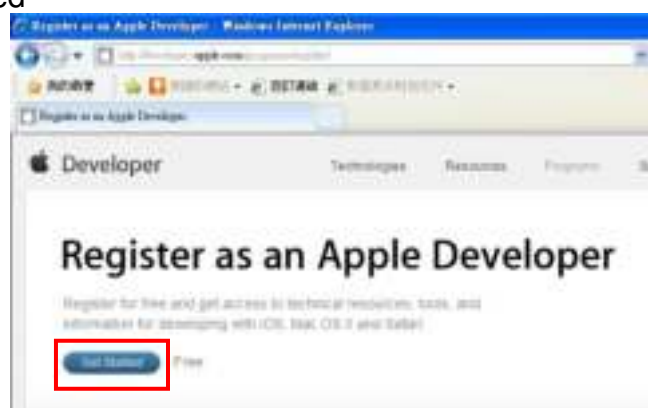 ed
Register as an Apple Developer - Windows Internet Explorer
Register as an Apple Developer
Developer
Technologies Resources Programs
Register as an Apple Developer
Register for free and get access to technical resources, tools, and
information for developing with iOS, Mac OS X and Safari
Get Started Free